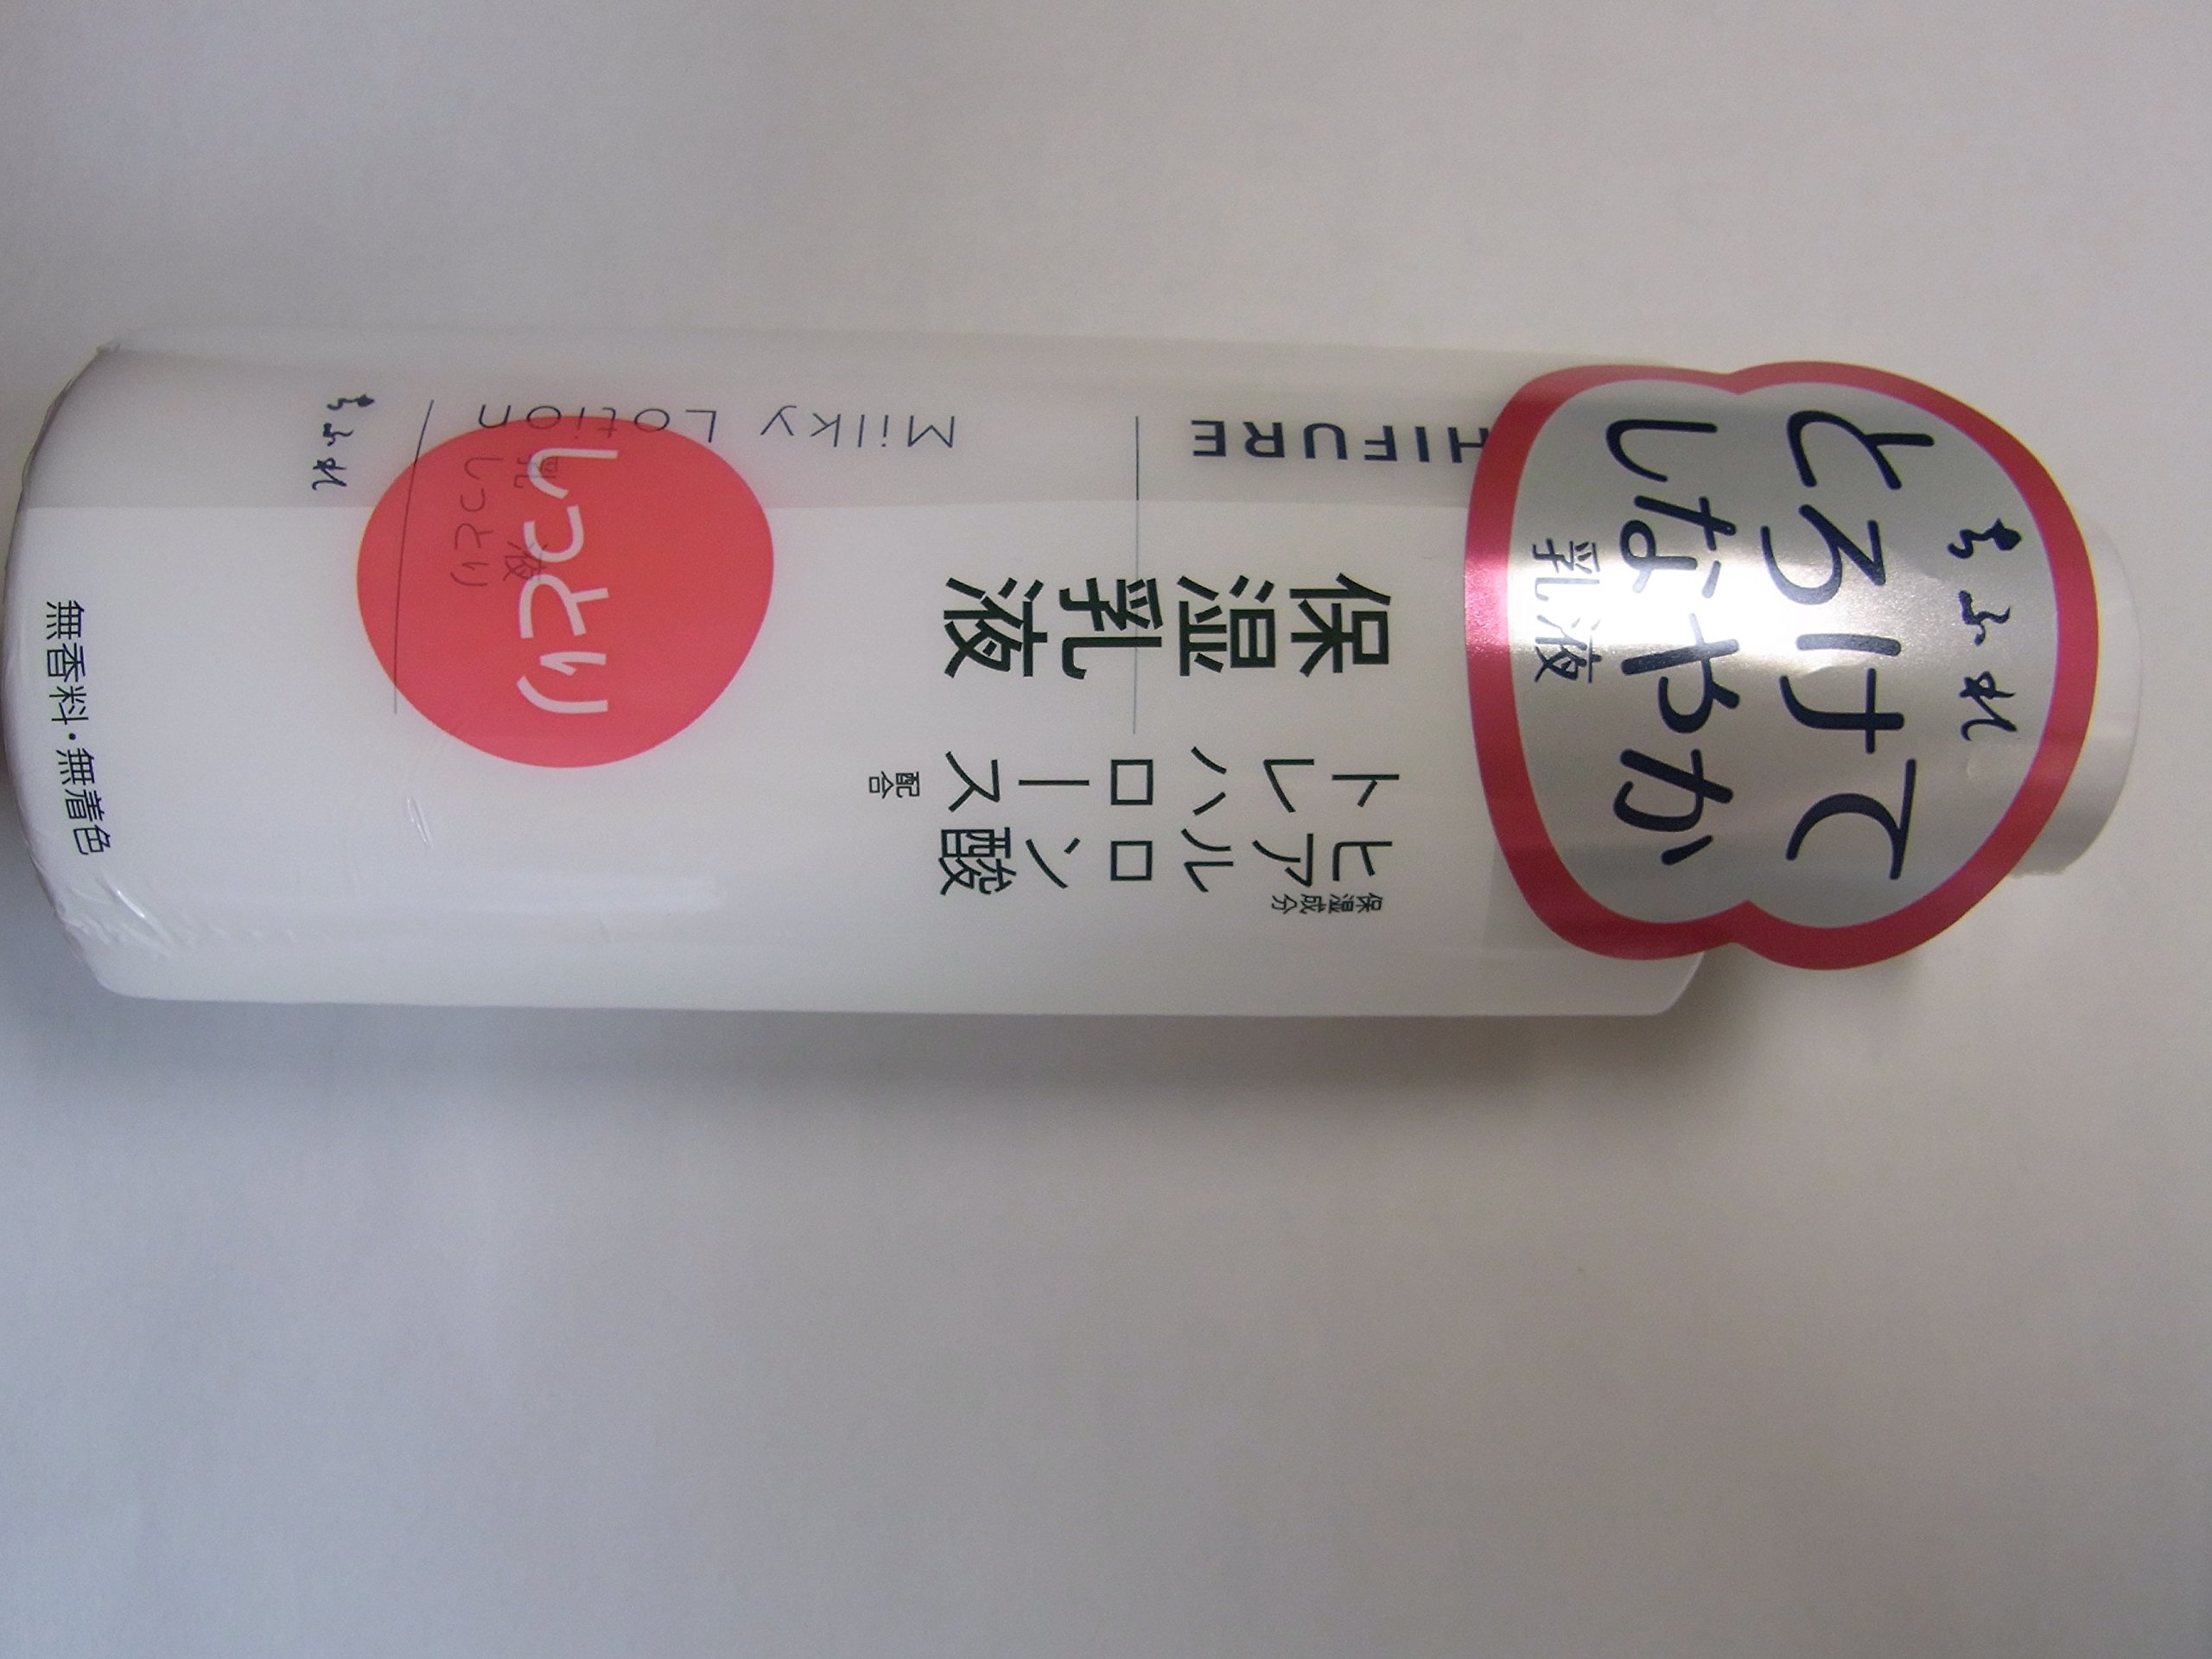 ちふれ
とろけて
しなやか
乳液
HIFURE
保湿成分
ヒアルロン酸
トレハロース配合
保湿乳液
Milky Lotion
しっとり
乳液
しっとり
ちふれ
無香料・無着色